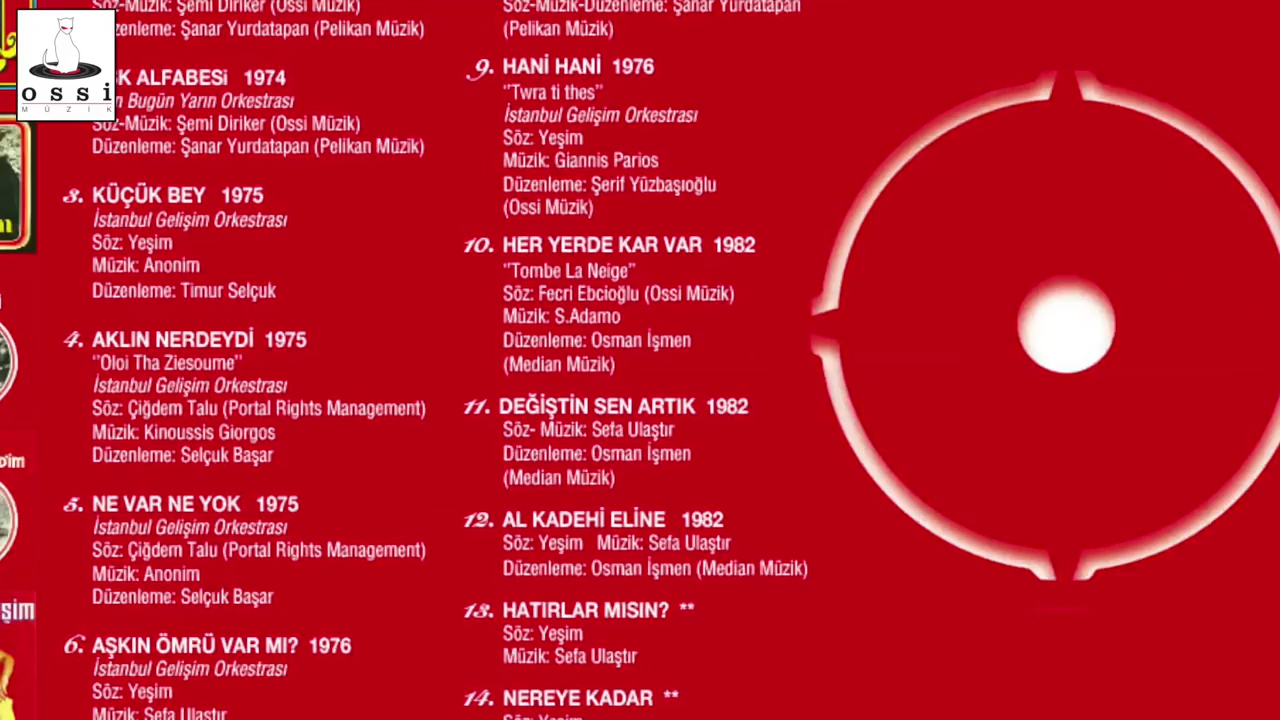 ossi
MÜZİK
Söz-Müzik: Şemi Diriker (Ossi Müzik)
Düzenleme: Şanar Yurdatapan (Pelikan Müzik)
ALFABESi 1974
Bugün Yarın Orkestrası
Söz-Müzik: Şemi Diriker (Ossi Müzik)
Düzenleme: Şanar Yurdatapan (Pelikan Müzik)
3. KÜÇÜK BEY 1975
İstanbul Gelişim Orkestrası
Söz: Yeşim
Müzik: Anonim
Düzenleme: Timur Selçuk
4. AKLIN NERDEYDİ 1975
"Oloi Tha Ziesoume"
İstanbul Gelişim Orkestrası
Söz: Çiğdem Talu (Portal Rights Management)
Müzik: Kinoussis Giorgos
Düzenleme: Selçuk Başar
5. NE VAR NE YOK 1975
İstanbul Gelişim Orkestrası
Söz: Çiğdem Talu (Portal Rights Management)
Müzik: Anonim
Düzenleme: Selçuk Başar
6. AŞKIN ÖMRÜ VAR MI? 1976
İstanbul Gelişim Orkestrası
Söz: Yeşim
Müzik: Sefa Ulaştır
Söz-Müzik-Düzenleme: Şanar Yurdatapan
(Pelikan Müzik)
9. HANİ HANİ 1976
"Twra ti thes"
İstanbul Gelişim Orkestrası
Söz: Yeşim
Müzik: Giannis Parios
Düzenleme: Şerif Yüzbaşıoğlu
(Ossi Müzik)
10. HER YERDE KAR VAR 1982
"Tombe La Neige"
Söz: Fecri Ebcioğlu (Ossi Müzik)
Müzik: S.Adamo
Düzenleme: Osman İşmen
(Median Müzik)
11. DEĞİŞTİN SEN ARTIK 1982
Söz- Müzik: Sefa Ulaştır
Düzenleme: Osman İşmen
(Median Müzik)
12. AL KADEHİ ELİNE 1982
Söz: Yeşim Müzik: Sefa Ulaştır
Düzenleme: Osman İşmen (Median Müzik)
13. HATIRLAR MISIN? **
Söz: Yeşim
Müzik: Sefa Ulaştır
14. NEREYE KADAR **
Söz: Yeşim